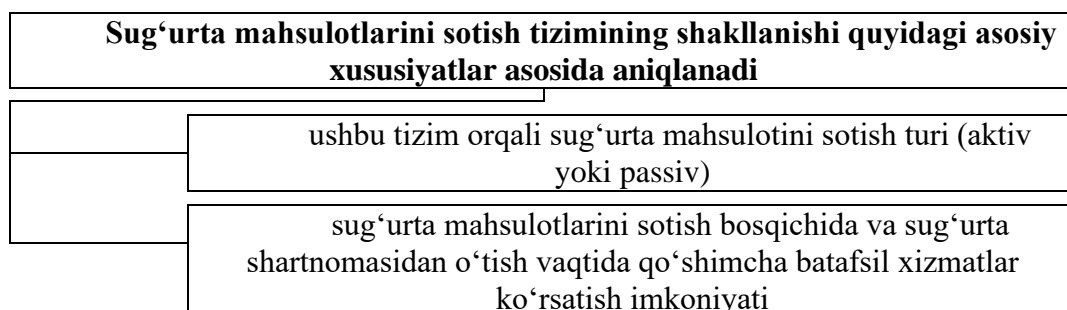 Sug‘urta mahsulotlarini sotish tizimining shakllanishi quyidagi asosiy
xususiyatlar asosida aniqlanadi
ushbu tizim orqali sug‘urta mahsulotini sotish turi (aktiv
yoki passiv)
sug‘urta mahsulotlarini sotish bosqichida va sug‘urta
shartnomasidan o‘tish vaqtida qo‘shimcha batafsil xizmatlar
ko‘rsatish imkoniyati